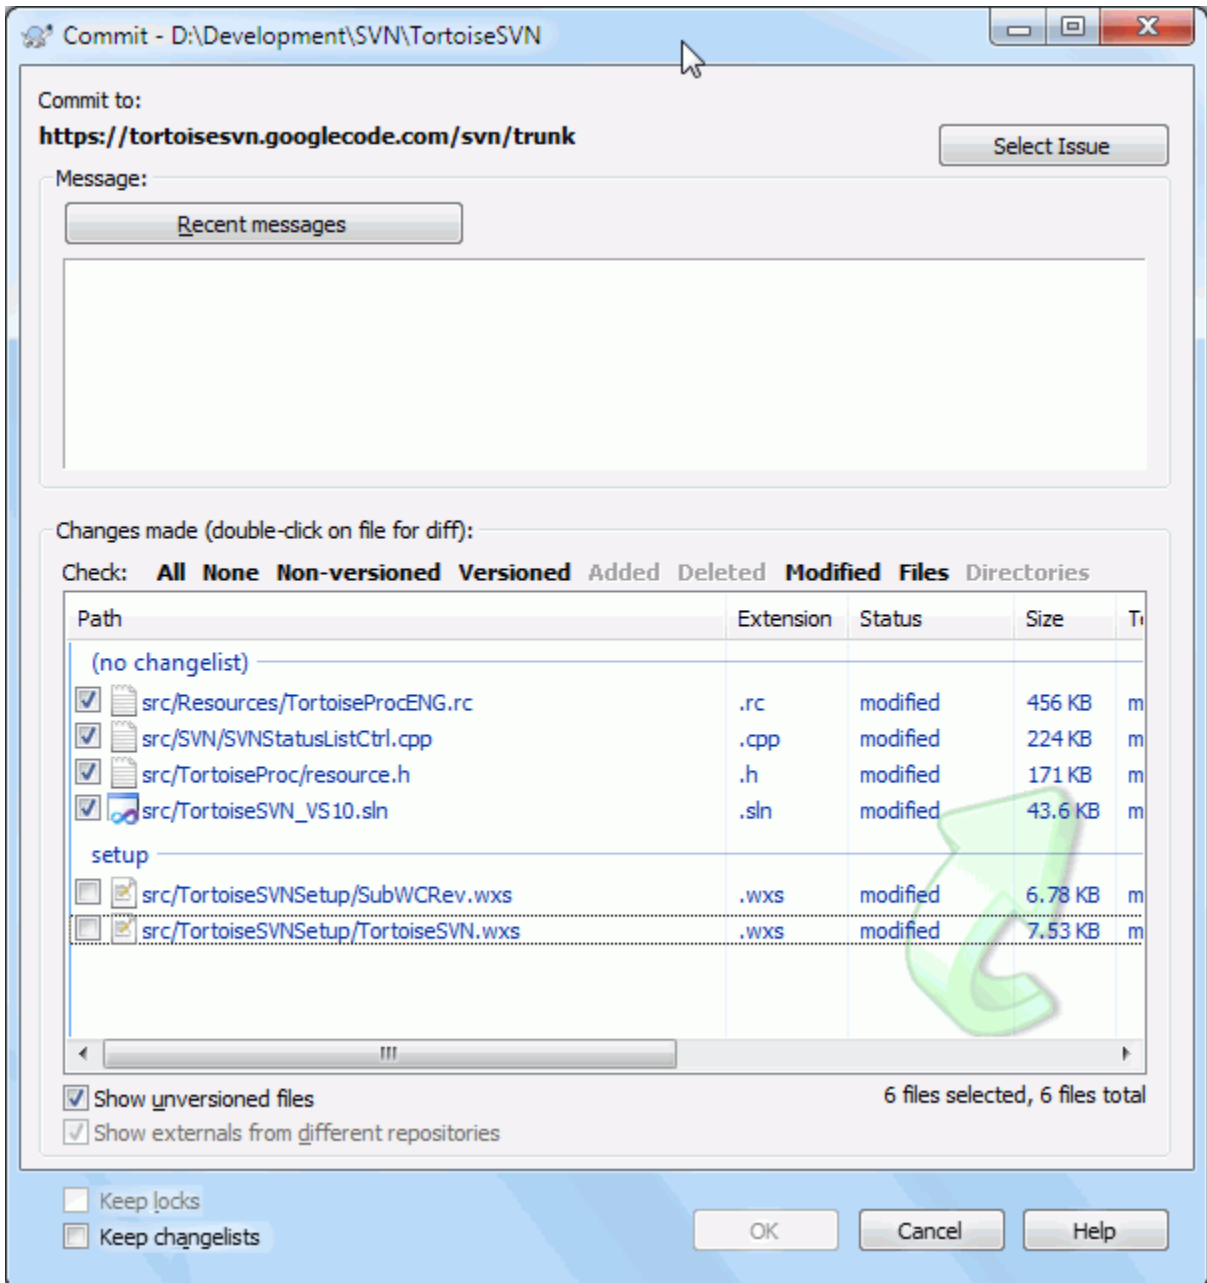 Commit - D:\Development\SVN\TortoiseSVN
Commit to:
https://tortoisesvn.googlecode.com/svn/trunk
Select Issue
Message:
Recent messages
Changes made (double-click on file for diff):
Check: All None Non-versioned Versioned Added Deleted Modified Files Directories
Path Extension Status Size
(no changelist)
src/Resources/TortoiseProcENG.rc .rc modified 456 KB m
src/SVN/SVNStatusListCtrl.cpp .cpp modified 224 KB m
src/TortoiseProc/resource.h .h modified 171 KB m
src/TortoiseSVN_VS10.sln .sln modified 43.6 KB m
setup
src/TortoiseSVNSetup/SubWCRev.wxs .wxs modified 6.78 KB m
src/TortoiseSVNSetup/TortoiseSVN.wxs .wxs modified 7.53 KB m
Show unversioned files 6 files selected, 6 files total
Show externals from different repositories
Keep locks
Keep changelists
OK Cancel Help